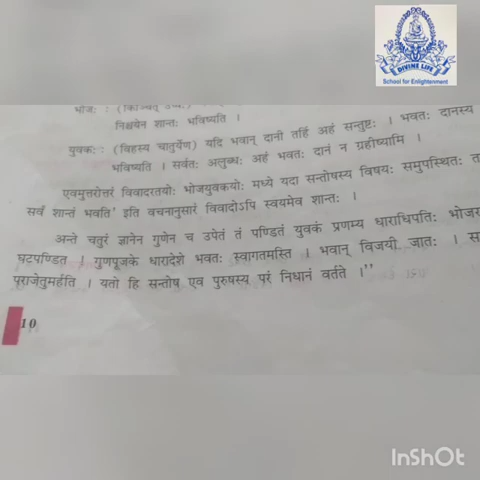 DIVINE LIFE
School for Enlightenment
भोजः : (किञ्चित्
निश्चयेन शान्तः भविष्यति ।
युवकः : (विहस्य चातुर्येण) यदि भवान् दानी तर्हि अहं सन्तुष्टः । भवतः दानस्य
भविष्यति । सर्वतः अलुब्धः अहं भवतः दानं न ग्रहीष्यामि ।
एवमुत्तरोत्तरं विवादरतयोः भोजयुवकयोः मध्ये यदा सन्तोषस्य विषयः समुपस्थितः त
सर्वं शान्तं भवति' इति वचनानुसारं विवादोऽपि स्वयमेव शान्तः ।
अन्ते चतुरं ज्ञानेन गुणेन च उपेतं तं पण्डितं युवकं प्रणम्य धाराधिपतिः भोजर
घटपण्डित । गुणपूजके धारादेशे भवतः स्वागतमस्ति । भवान् विजयी जातः । स
पराजेतुमर्हति । यतो हि सन्तोष एव पुरुषस्य परं निधानं वर्तते ।”
10
InShOt